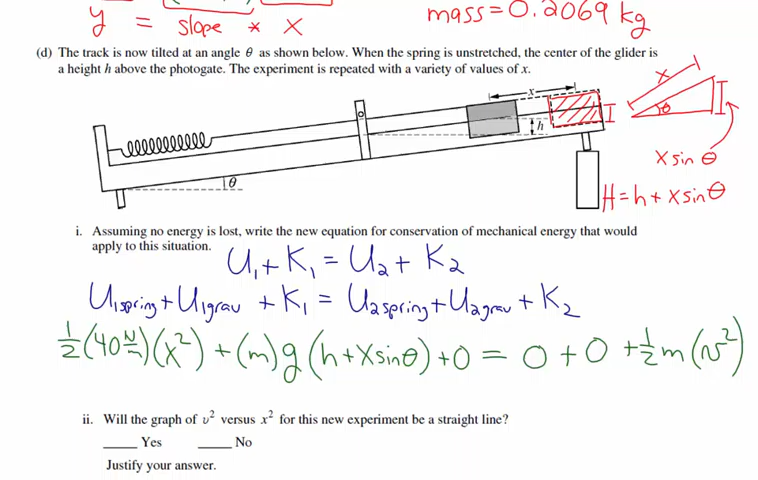 y = slope * x
mass = 0.2069 kg
(d) The track is now tilted at an angle θ as shown below. When the spring is unstretched, the center of the glider is
a height h above the photogate. The experiment is repeated with a variety of values of x.
x
h
θ
x
θ
x sin θ
H = h + x sin θ
i. Assuming no energy is lost, write the new equation for conservation of mechanical energy that would
apply to this situation.
U₁ + K₁ = U₂ + K₂
U₁spring + U₁grav + K₁ = U₂spring + U₂grav + K₂
½(40 N/m)(x²) + (m)g(h + x sin θ) + 0 = 0 + 0 + ½m(v²)
ii. Will the graph of υ² versus x² for this new experiment be a straight line?
____ Yes ____ No
Justify your answer.